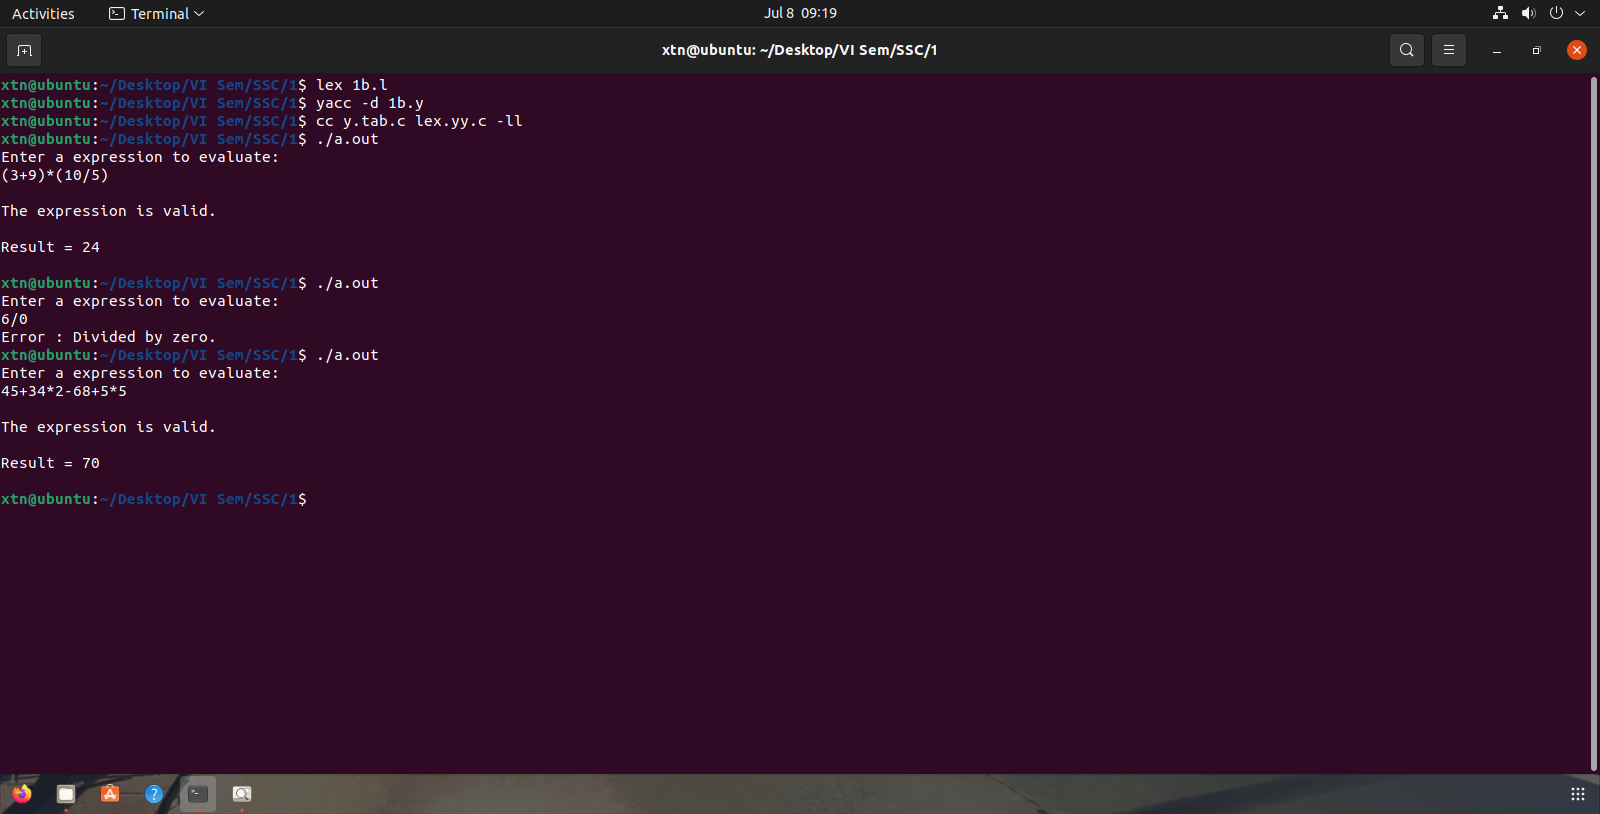 Activities Terminal Jul 8 09:19
xtn@ubuntu: ~/Desktop/VI Sem/SSC/1
xtn@ubuntu:~/Desktop/VI Sem/SSC/1$ lex 1b.l
xtn@ubuntu:~/Desktop/VI Sem/SSC/1$ yacc -d 1b.y
xtn@ubuntu:~/Desktop/VI Sem/SSC/1$ cc y.tab.c lex.yy.c -ll
xtn@ubuntu:~/Desktop/VI Sem/SSC/1$ ./a.out
Enter a expression to evaluate:
(3+9)*(10/5)
The expression is valid.
Result = 24
xtn@ubuntu:~/Desktop/VI Sem/SSC/1$ ./a.out
Enter a expression to evaluate:
6/0
Error : Divided by zero.
xtn@ubuntu:~/Desktop/VI Sem/SSC/1$ ./a.out
Enter a expression to evaluate:
45+34*2-68+5*5
The expression is valid.
Result = 70
xtn@ubuntu:~/Desktop/VI Sem/SSC/1$